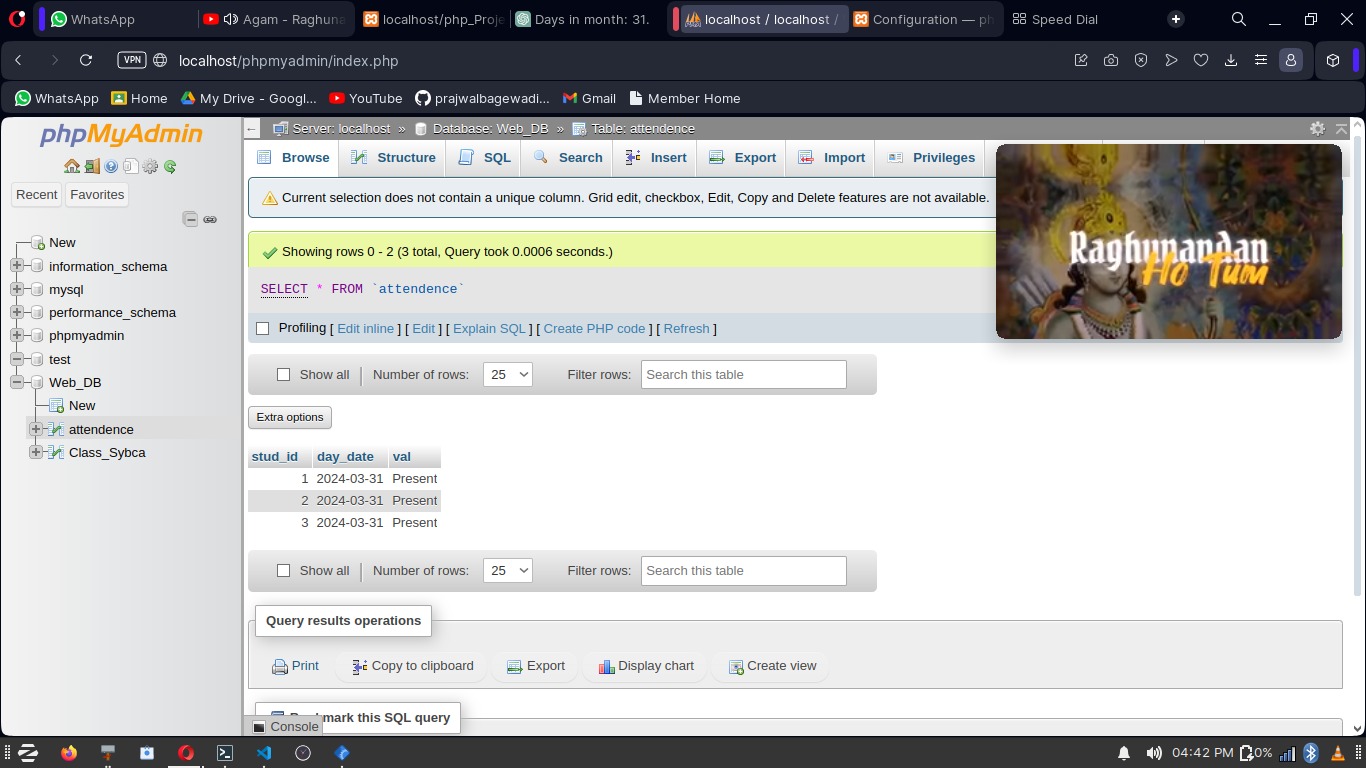 WhatsApp
Agam - Raghuna
localhost/php_Proje
Days in month: 31.
localhost / localhost /
Configuration — ph
Speed Dial
VPN
localhost/phpmyadmin/index.php
WhatsApp
Home
My Drive - Googl...
YouTube
prajwalbagewadi...
Gmail
Member Home
phpMyAdmin
Recent
Favorites
New
information_schema
mysql
performance_schema
phpmyadmin
test
Web_DB
New
attendence
Class_Sybca
Server: localhost » Database: Web_DB » Table: attendence
Browse
Structure
SQL
Search
Insert
Export
Import
Privileges
Current selection does not contain a unique column. Grid edit, checkbox, Edit, Copy and Delete features are not available.
Showing rows 0 - 2 (3 total, Query took 0.0006 seconds.)
SELECT * FROM `attendence`
Profiling [ Edit inline ] [ Edit ] [ Explain SQL ] [ Create PHP code ] [ Refresh ]
Raghunandan
Ho Tum
Show all | Number of rows: 25 Filter rows: Search this table
Extra options
stud_id day_date val
1 2024-03-31 Present
2 2024-03-31 Present
3 2024-03-31 Present
Show all | Number of rows: 25 Filter rows: Search this table
Query results operations
Print
Copy to clipboard
Export
Display chart
Create view
mark this SQL query
Console
04:42 PM
0%